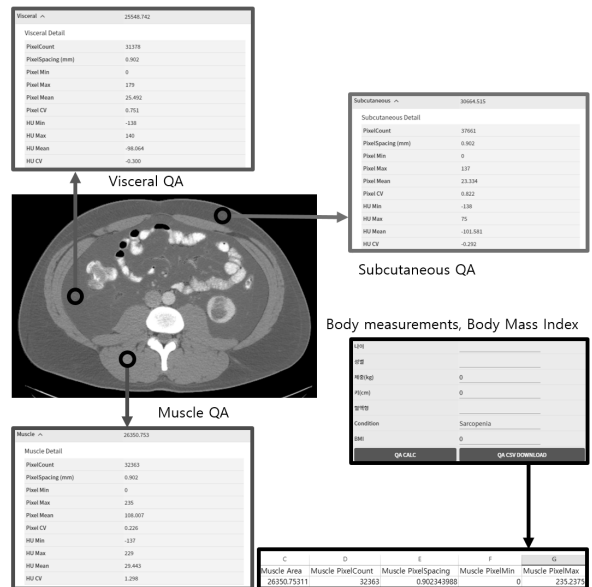 Visceral ^ 25548.742
Visceral Detail
PixelCount 31378
PixelSpacing (mm) 0.902
Pixel Min 0
Pixel Max 179
Pixel Mean 25.492
Pixel CV 0.751
HU Min -138
HU Max 140
HU Mean -98.064
HU CV -0.300
Visceral QA
Subcutaneous ^ 30664.515
Subcutaneous Detail
PixelCount 37661
PixelSpacing (mm) 0.902
Pixel Min 0
Pixel Max 137
Pixel Mean 23.334
Pixel CV 0.822
HU Min -138
HU Max 75
HU Mean -101.581
HU CV -0.292
Subcutaneous QA
Muscle QA
Muscle ^ 26350.753
Muscle Detail
PixelCount 32363
PixelSpacing (mm) 0.902
Pixel Min 0
Pixel Max 235
Pixel Mean 108.007
Pixel CV 0.226
HU Min -137
HU Max 229
HU Mean 29.443
HU CV 1.298
Body measurements, Body Mass Index
나이
성별
체중(kg) 0
키(cm) 0
혈액형
Condition Sarcopenia
BMI 0
QA CALC QA CSV DOWNLOAD
C D E F G
Muscle Area Muscle PixelCount Muscle PixelSpacing Muscle PixelMin Muscle PixelMax
26350.75311 32363 0.902343988 0 235.2375